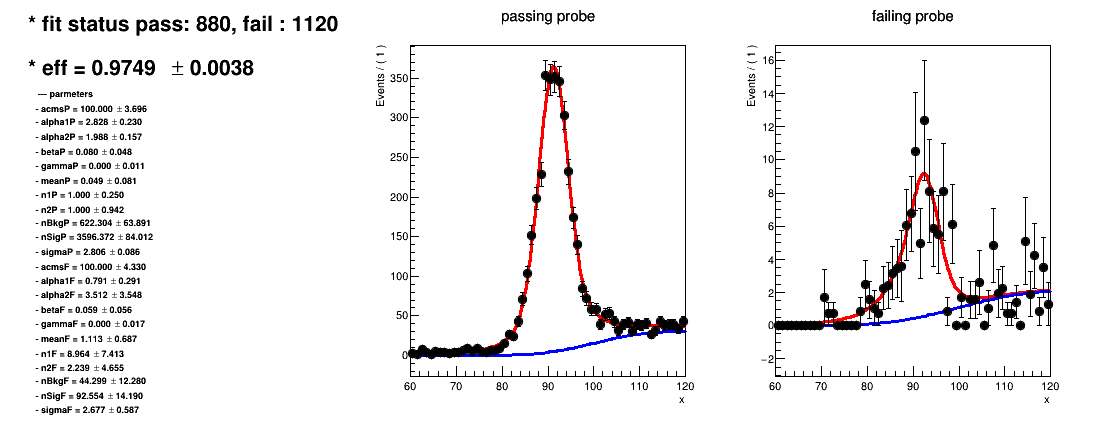 * fit status pass: 880, fail : 1120
* eff = 0.9749 ± 0.0038
--- parmeters
- acmsP = 100.000 ± 3.696
- alpha1P = 2.828 ± 0.230
- alpha2P = 1.988 ± 0.157
- betaP = 0.080 ± 0.048
- gammaP = 0.000 ± 0.011
- meanP = 0.049 ± 0.081
- n1P = 1.000 ± 0.250
- n2P = 1.000 ± 0.942
- nBkgP = 622.304 ± 63.891
- nSigP = 3596.372 ± 84.012
- sigmaP = 2.806 ± 0.086
- acmsF = 100.000 ± 4.330
- alpha1F = 0.791 ± 0.291
- alpha2F = 3.512 ± 3.548
- betaF = 0.059 ± 0.056
- gammaF = 0.000 ± 0.017
- meanF = 1.113 ± 0.687
- n1F = 8.964 ± 7.413
- n2F = 2.239 ± 4.655
- nBkgF = 44.299 ± 12.280
- nSigF = 92.554 ± 14.190
- sigmaF = 2.677 ± 0.587
passing probe
Events / ( 1 )
350
300
250
200
150
100
50
0
60 70 80 90 100 110 120
x
failing probe
Events / ( 1 )
16
14
12
10
8
6
4
2
0
−2
60 70 80 90 100 110 120
x